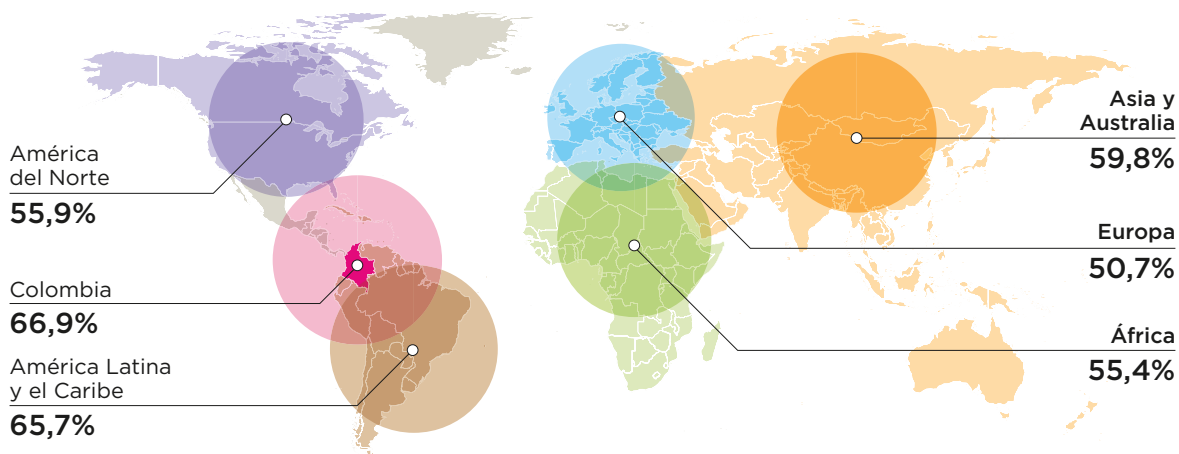 América
del Norte
55,9%
Colombia
66,9%
América Latina
y el Caribe
65,7%
Asia y
Australia
59,8%
Europa
50,7%
África
55,4%